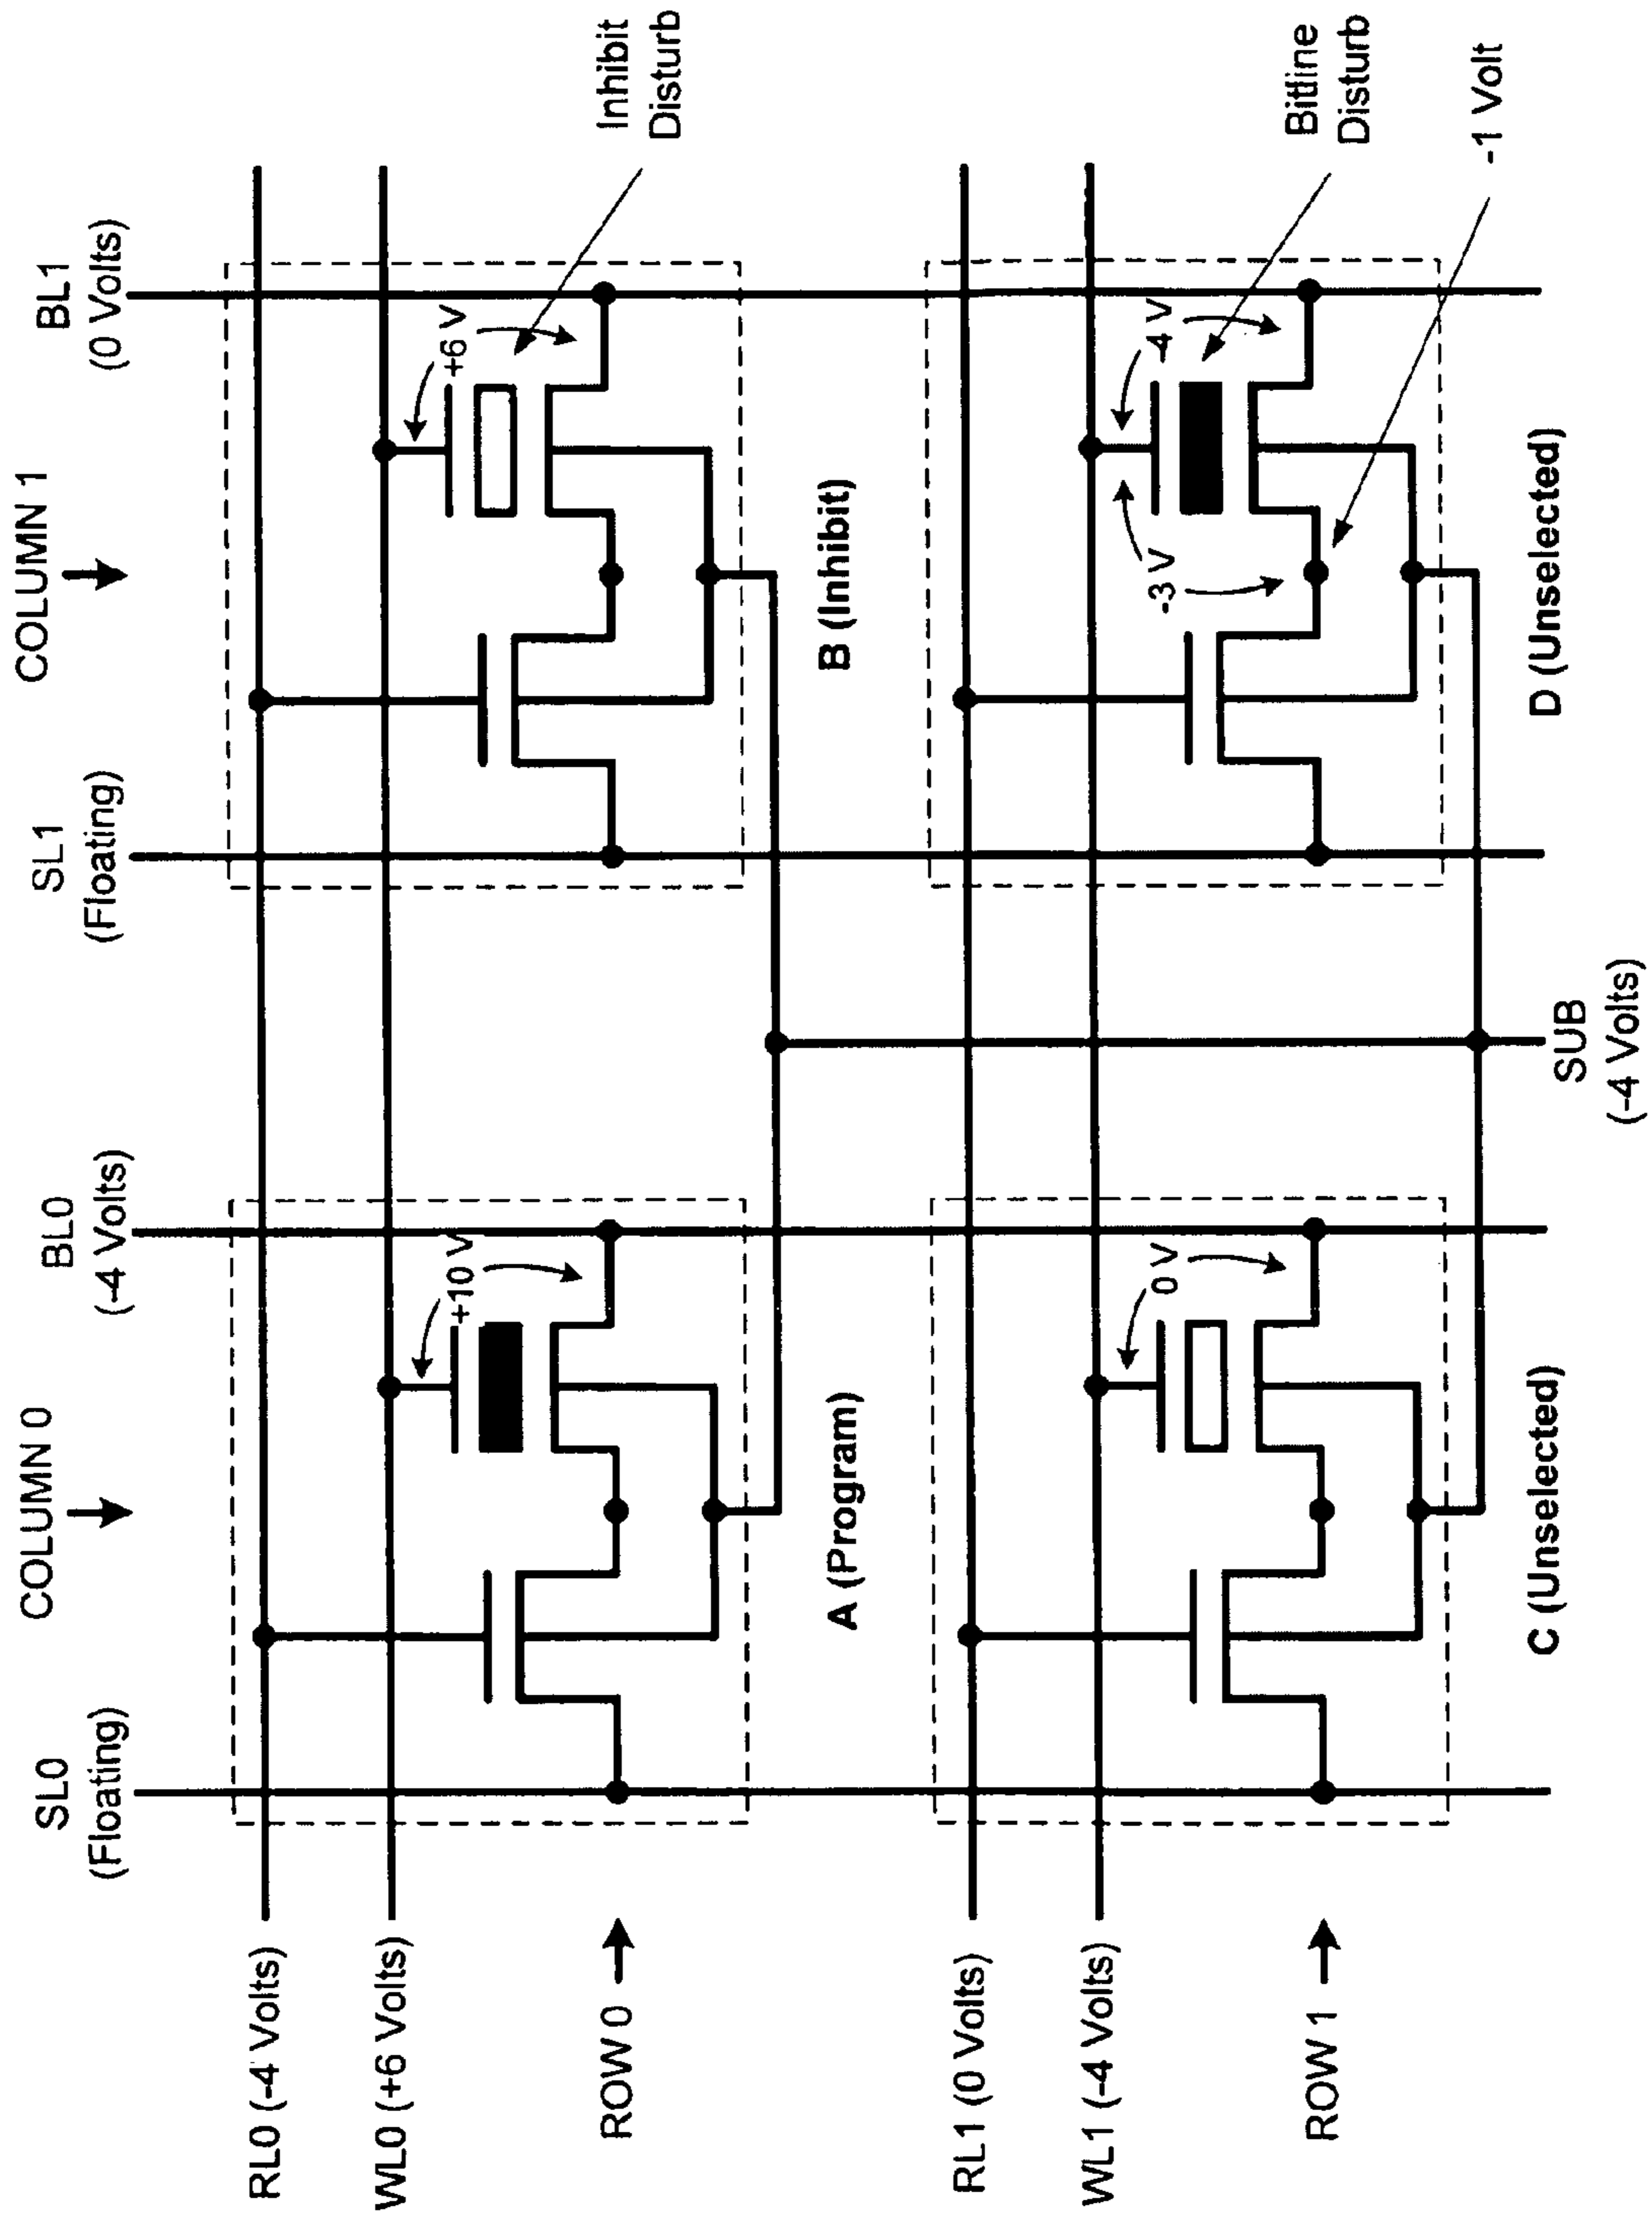 COLUMN 0
COLUMN 1
SL0
(Floating)
BL0
(-4 Volts)
SL1
(Floating)
BL1
(0 Volts)
RL0 (-4 Volts)
WL0 (+6 Volts)
+10 V
+6 V
Inhibit
Disturb
ROW 0
A (Program)
B (Inhibit)
RL1 (0 Volts)
WL1 (-4 Volts)
0 V
-3 V
-4 V
Bitline
Disturb
-1 Volt
ROW 1
C (Unselected)
D (Unselected)
SUB
(-4 Volts)